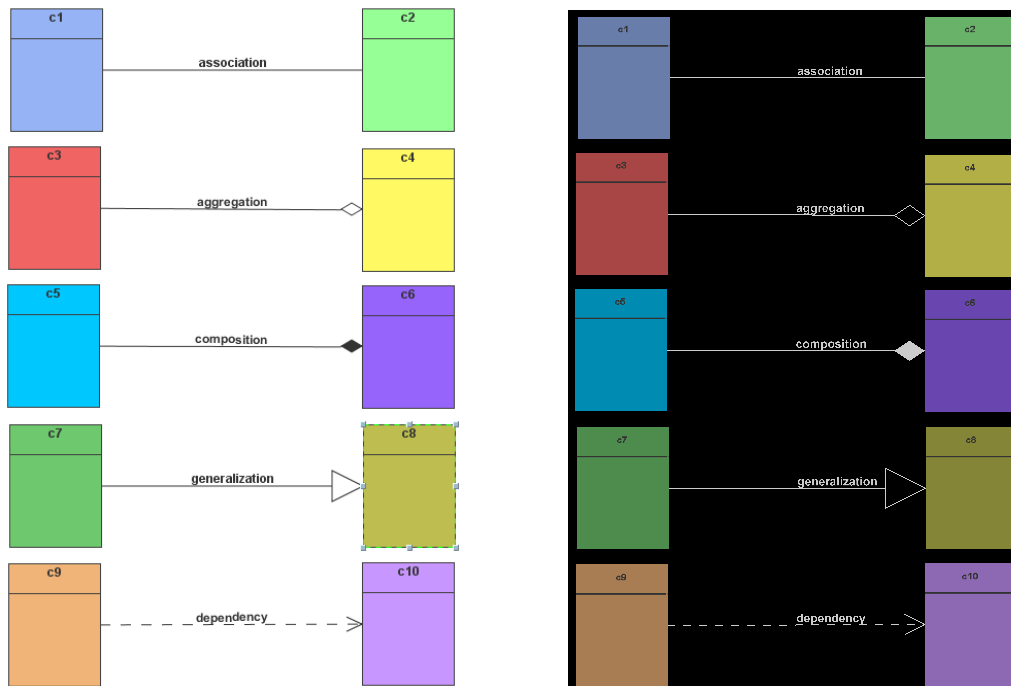 c1
c2
association
c3
c4
aggregation
c5
c6
composition
c7
c8
generalization
c9
c10
dependency
c1
c2
association
c3
c4
aggregation
c5
c6
composition
c7
c8
generalization
c9
c10
dependency